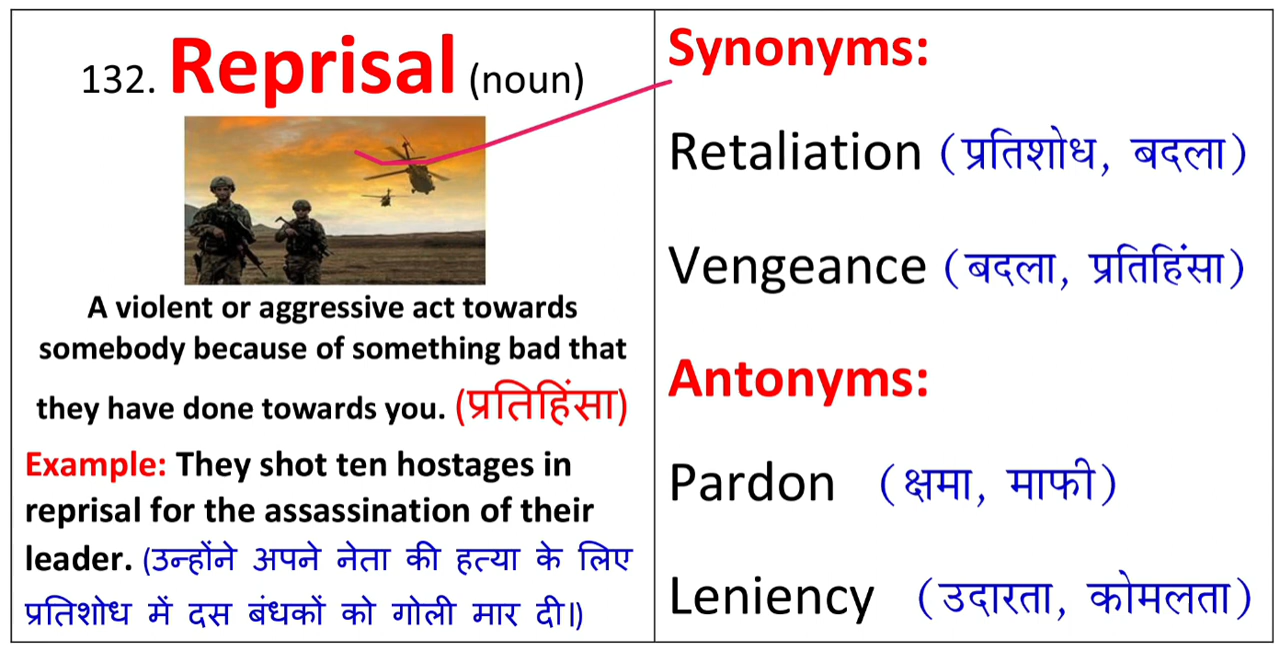 132. Reprisal (noun)
A violent or aggressive act towards
somebody because of something bad that
they have done towards you. (प्रतिहिंसा)
Example: They shot ten hostages in
reprisal for the assassination of their
leader. (उन्होंने अपने नेता की हत्या के लिए
प्रतिशोध में दस बंधकों को गोली मार दी।)
Synonyms:
Retaliation (प्रतिशोध, बदला)
Vengeance (बदला, प्रतिहिंसा)
Antonyms:
Pardon (क्षमा, माफी)
Leniency (उदारता, कोमलता)